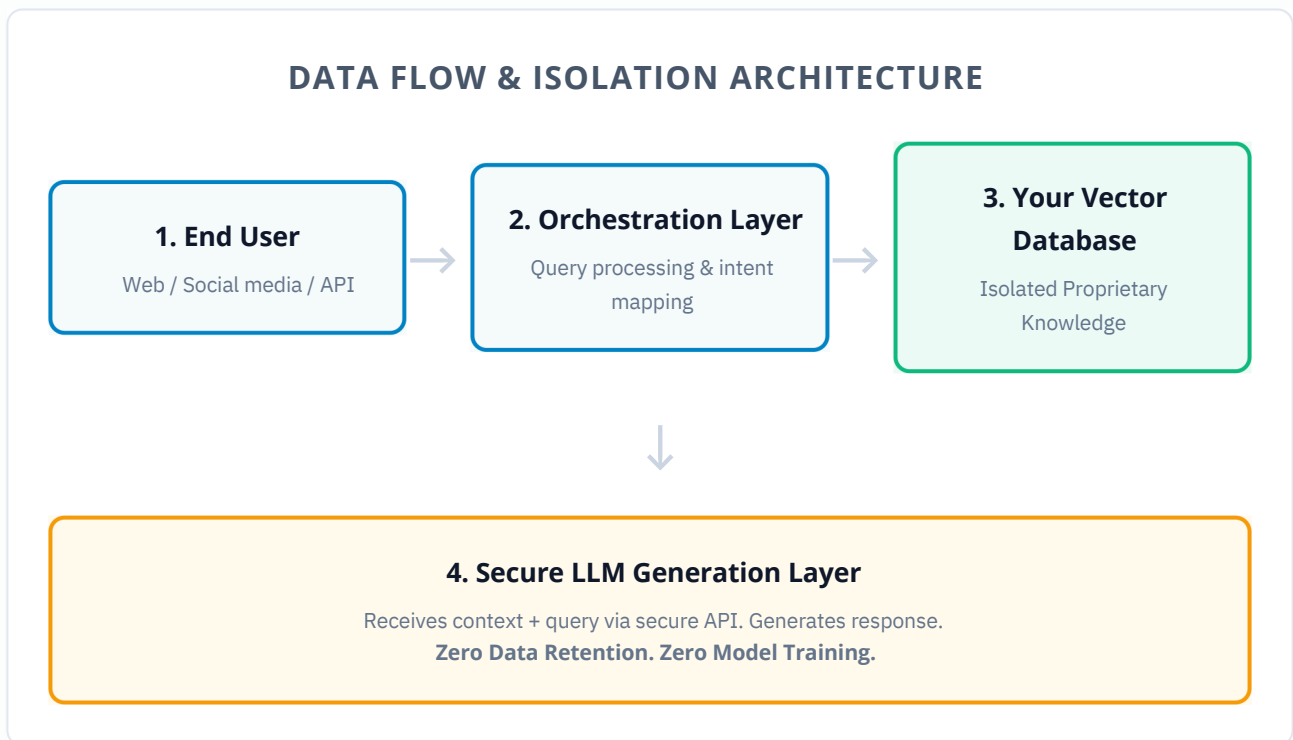 DATA FLOW & ISOLATION ARCHITECTURE
1. End User
Web / Social media / API
2. Orchestration Layer
Query processing & intent
mapping
3. Your Vector
Database
Isolated Proprietary
Knowledge
4. Secure LLM Generation Layer
Receives context + query via secure API. Generates response.
Zero Data Retention. Zero Model Training.